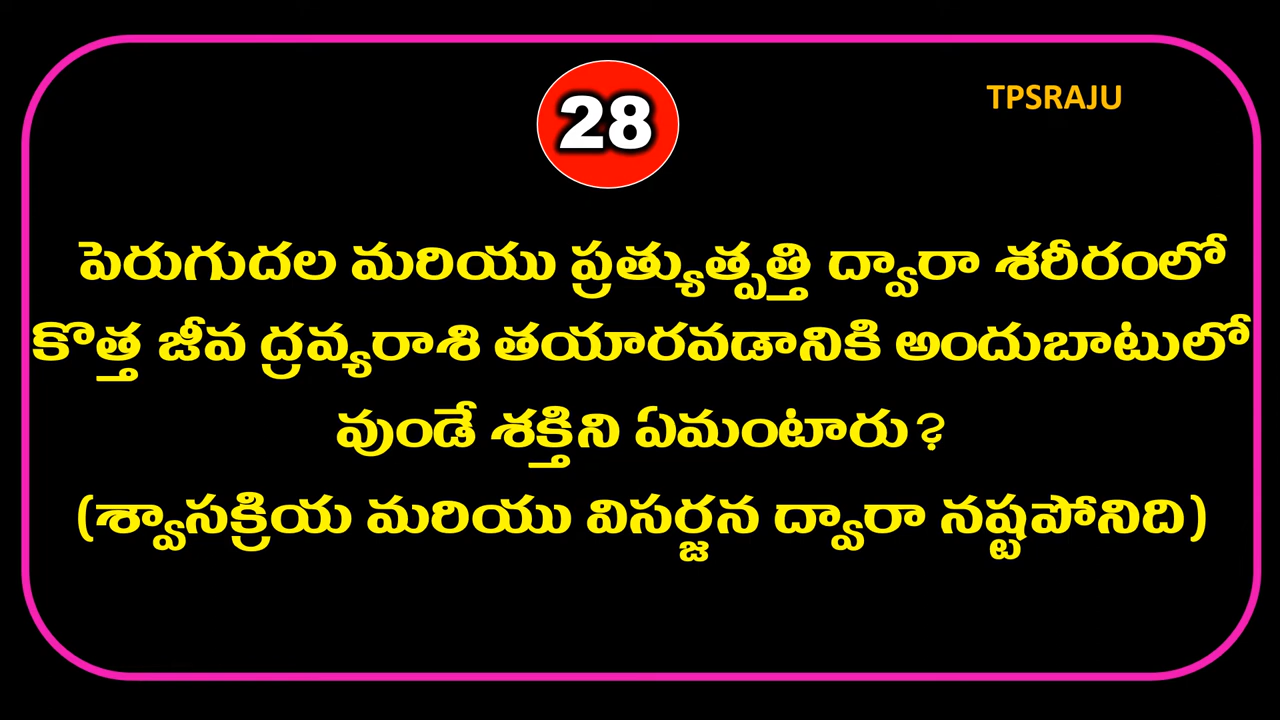 28
TPSRAJU
పెరుగుదల మరియు ప్రత్యుత్పత్తి ద్వారా శరీరంలో
కొత్త జీవ ద్రవ్యరాశి తయారవడానికి అందుబాటులో
వుండే శక్తిని ఏమంటారు?
(శ్వాసక్రియ మరియు విసర్జన ద్వారా నష్టపోనిది)